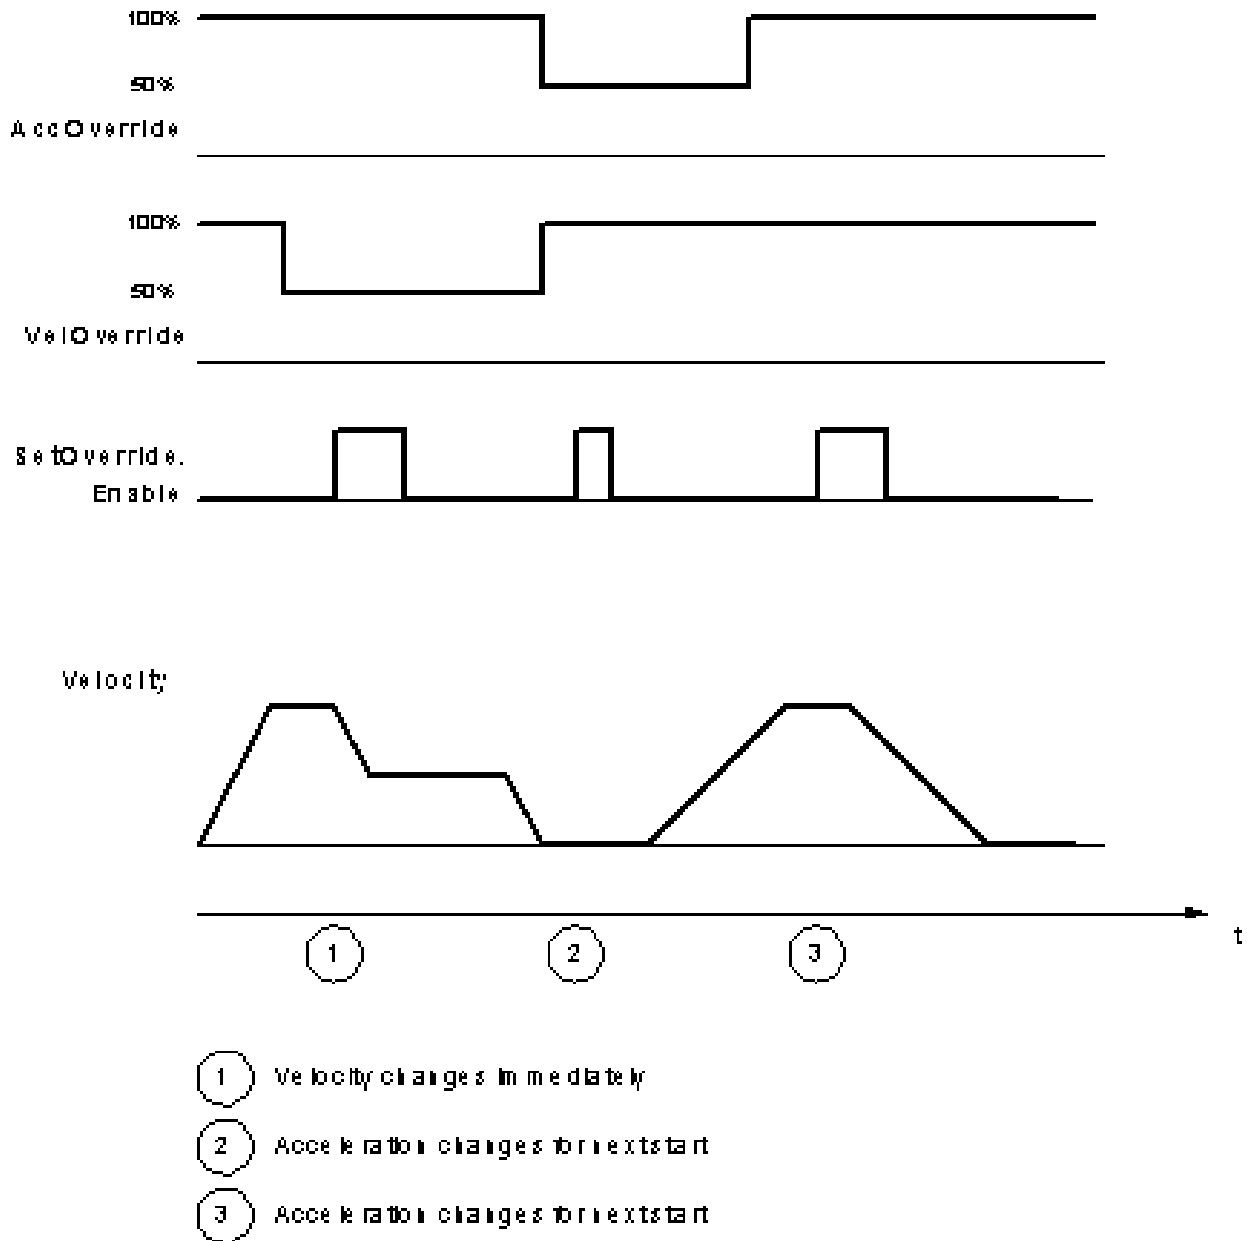 100%
50%
AccOverride
100%
50%
VelOverride
SetOverride.
Enable
Velocity
t
1 2 3
1 Velocity changes immediately
2 Acceleration changes for next start
3 Acceleration changes for next start